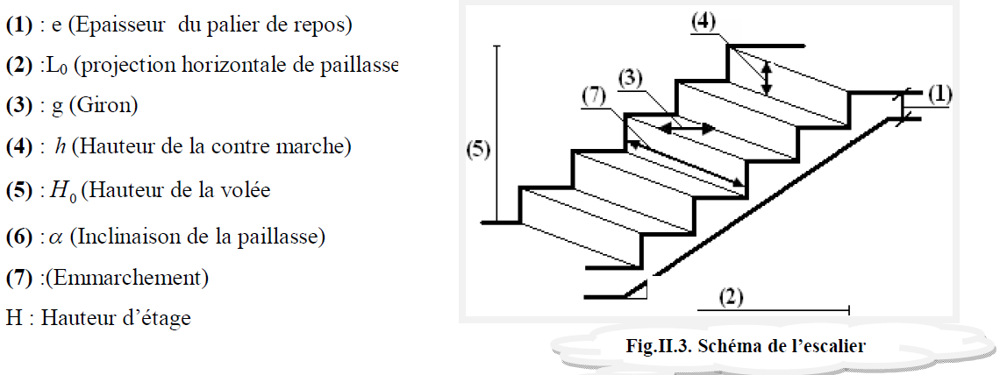 (1) : e (Epaisseur du palier de repos)
(2) :L₀ (projection horizontale de paillasse
(3) : g (Giron)
(4) : h (Hauteur de la contre marche)
(5) : H₀ (Hauteur de la volée
(6) : α (Inclinaison de la paillasse)
(7) :(Emmarchement)
H : Hauteur d’étage
(4)
(3)
(7)
(1)
(5)
(2)
Fig.II.3. Schéma de l’escalier